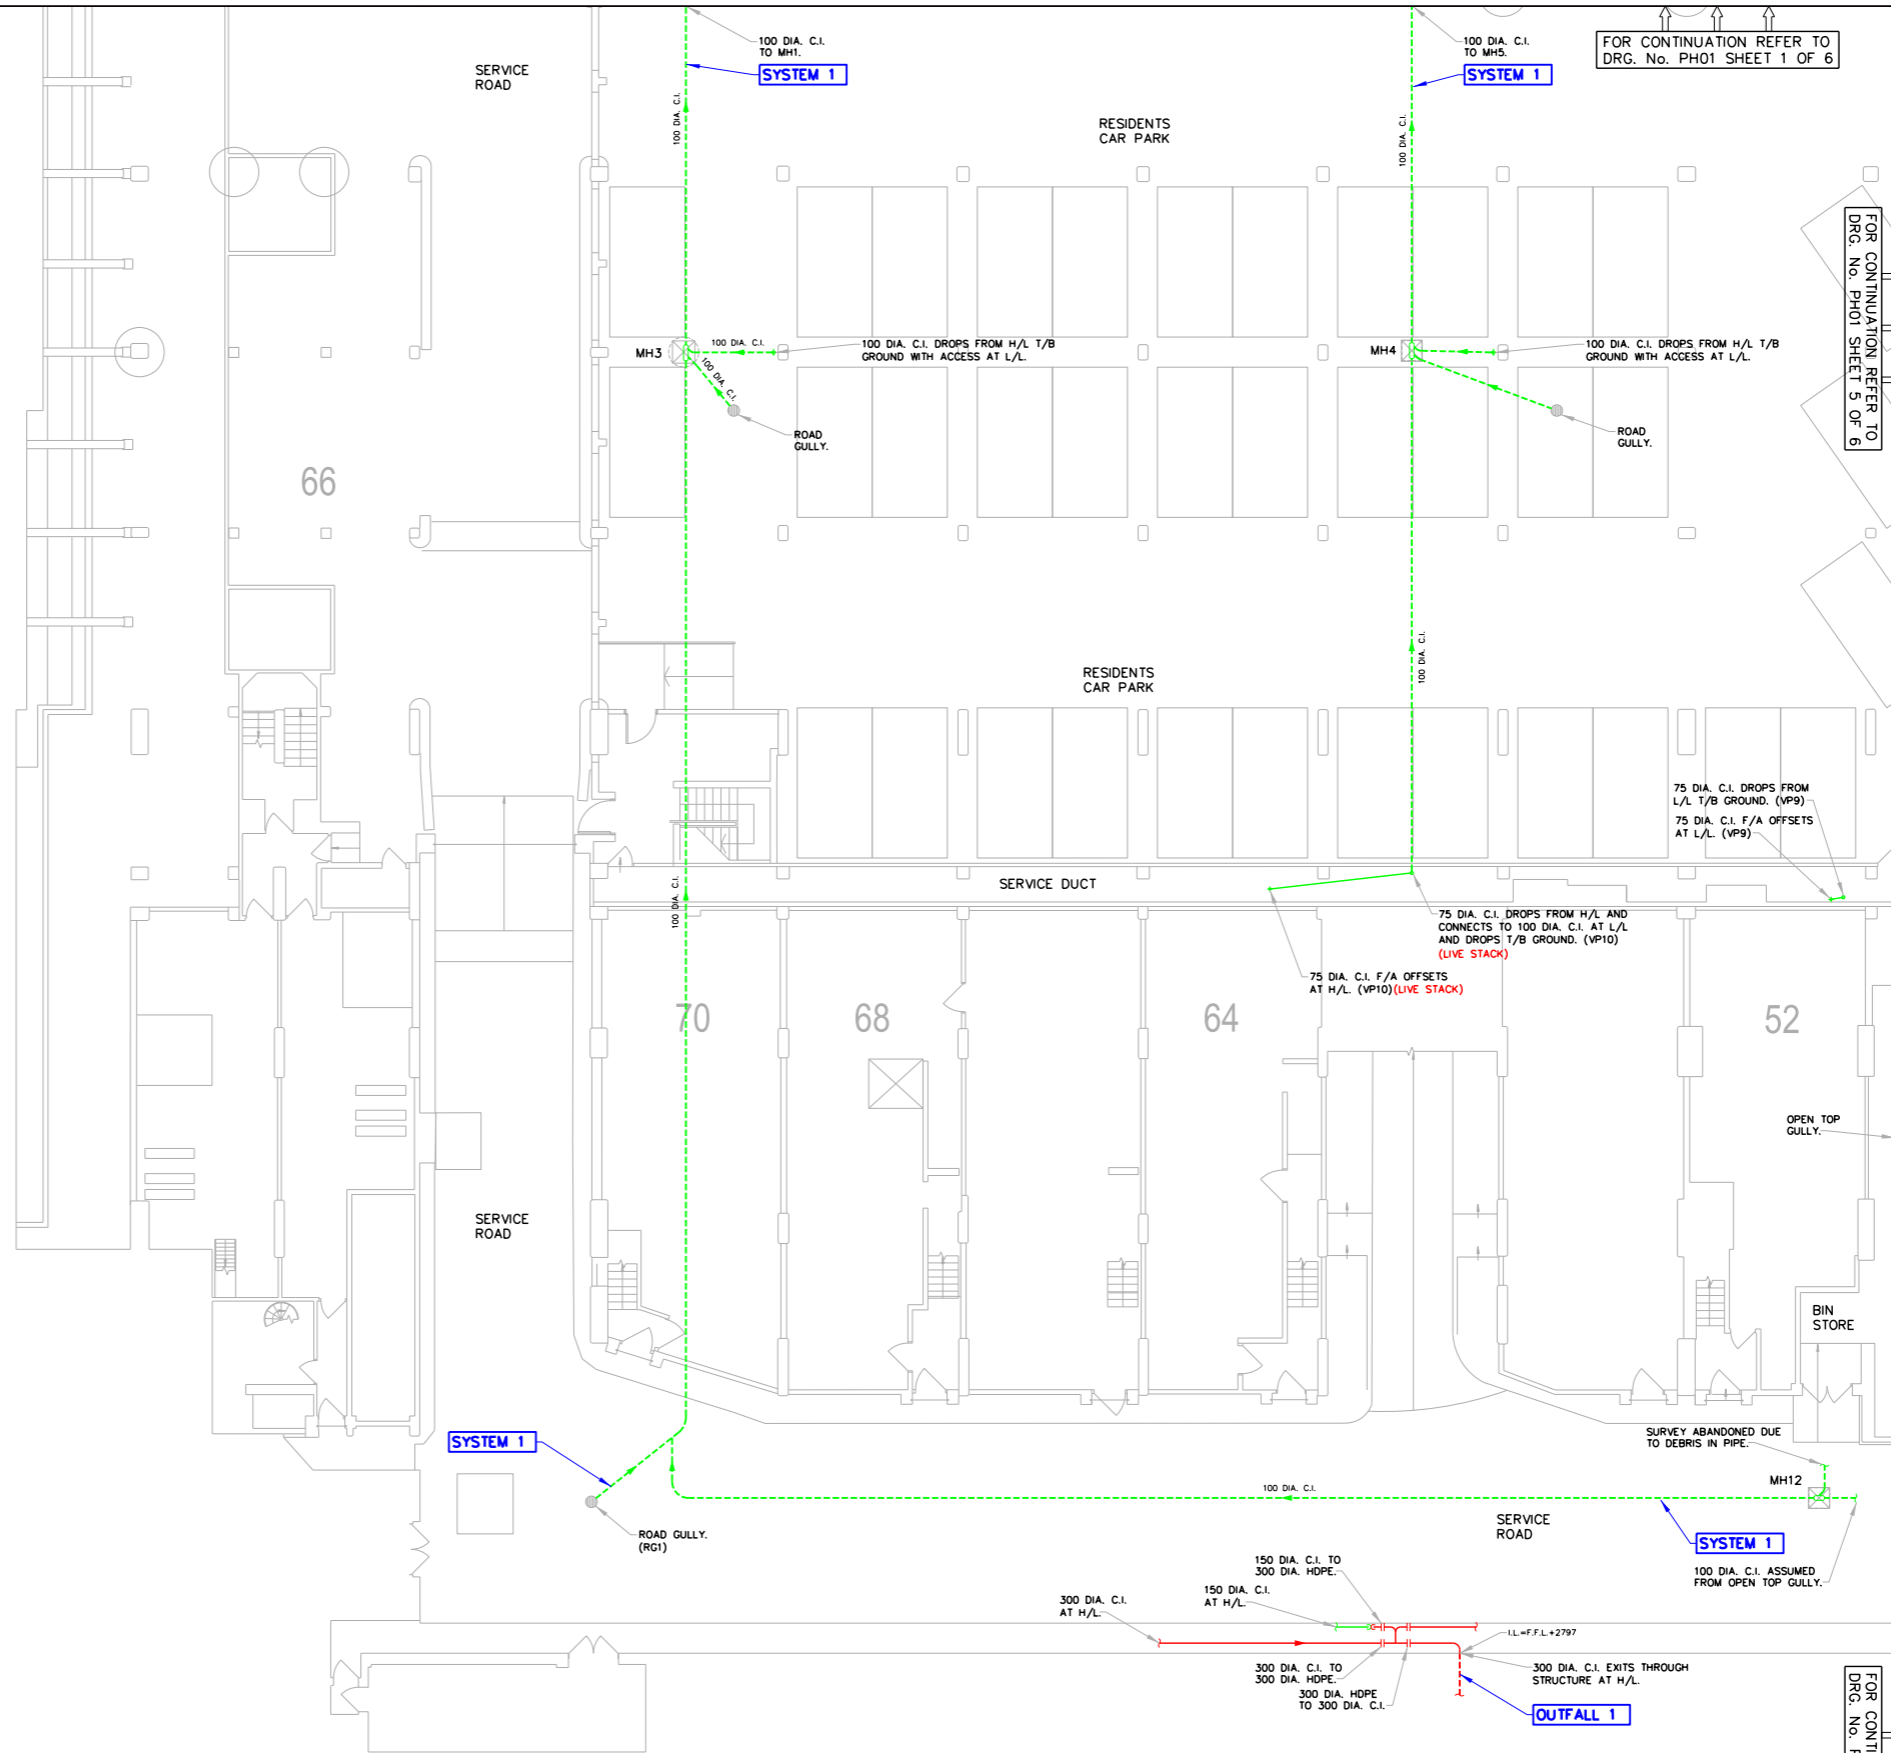 100 DIA. C.I.
TO MH1.
SYSTEM 1
SERVICE
ROAD
100 DIA. C.I.
100 DIA. C.I.
TO MH5.
SYSTEM 1
100 DIA. C.I.
FOR CONTINUATION REFER TO
DRG. No. PH01 SHEET 1 OF 6
RESIDENTS
CAR PARK
FOR CONTINUATION REFER TO
DRG. No. PH01 SHEET 5 OF 6
MH3
100 DIA. C.I.
100 DIA. C.I. DROPS FROM H/L T/B
GROUND WITH ACCESS AT L/L.
100 DIA. C.I.
ROAD
GULLY.
MH4
100 DIA. C.I. DROPS FROM H/L T/B
GROUND WITH ACCESS AT L/L.
ROAD
GULLY.
66
RESIDENTS
CAR PARK
100 DIA. C.I.
75 DIA. C.I. DROPS FROM
L/L T/B GROUND. (VP9)
75 DIA. C.I. F/A OFFSETS
AT L/L. (VP9)
SERVICE DUCT
100 DIA. C.I.
75 DIA. C.I. DROPS FROM H/L AND
CONNECTS TO 100 DIA. C.I. AT L/L
AND DROPS T/B GROUND. (VP10)
(LIVE STACK)
75 DIA. C.I. F/A OFFSETS
AT H/L. (VP10)(LIVE STACK)
70
68
64
52
OPEN TOP
GULLY.
SERVICE
ROAD
BIN
STORE
SYSTEM 1
SURVEY ABANDONED DUE
TO DEBRIS IN PIPE.
MH12
100 DIA. C.I.
ROAD GULLY.
(RG1)
SERVICE
ROAD
SYSTEM 1
100 DIA. C.I. ASSUMED
FROM OPEN TOP GULLY.
150 DIA. C.I. TO
300 DIA. HDPE.
150 DIA. C.I.
AT H/L.
300 DIA. C.I.
AT H/L.
I.L.=F.F.L.+2797
300 DIA. C.I. TO
300 DIA. HDPE.
300 DIA. HDPE
TO 300 DIA. C.I.
300 DIA. C.I. EXITS THROUGH
STRUCTURE AT H/L.
OUTFALL 1
FOR CONTI
DRG. No. P